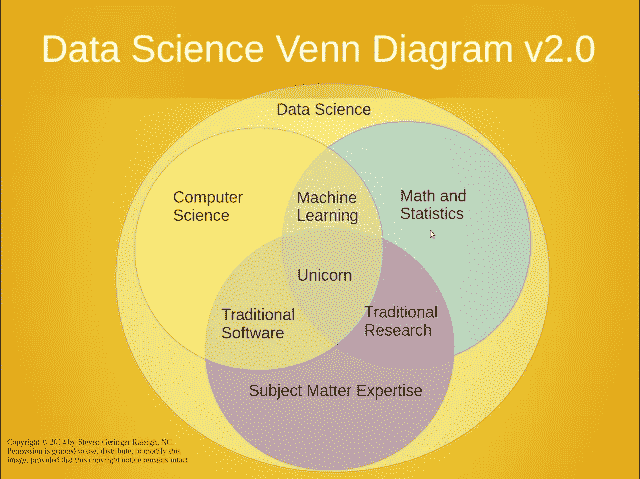 Data Science Venn Diagram v2.0
Data Science
Computer
Science
Machine
Learning
Math and
Statistics
Unicorn
Traditional
Software
Traditional
Research
Subject Matter Expertise
Copyright © 2014 by Steven Geringer Raleigh, NC.
Permission is granted to use, distribute, or modify this
image, provided that this copyright notice remains intact.